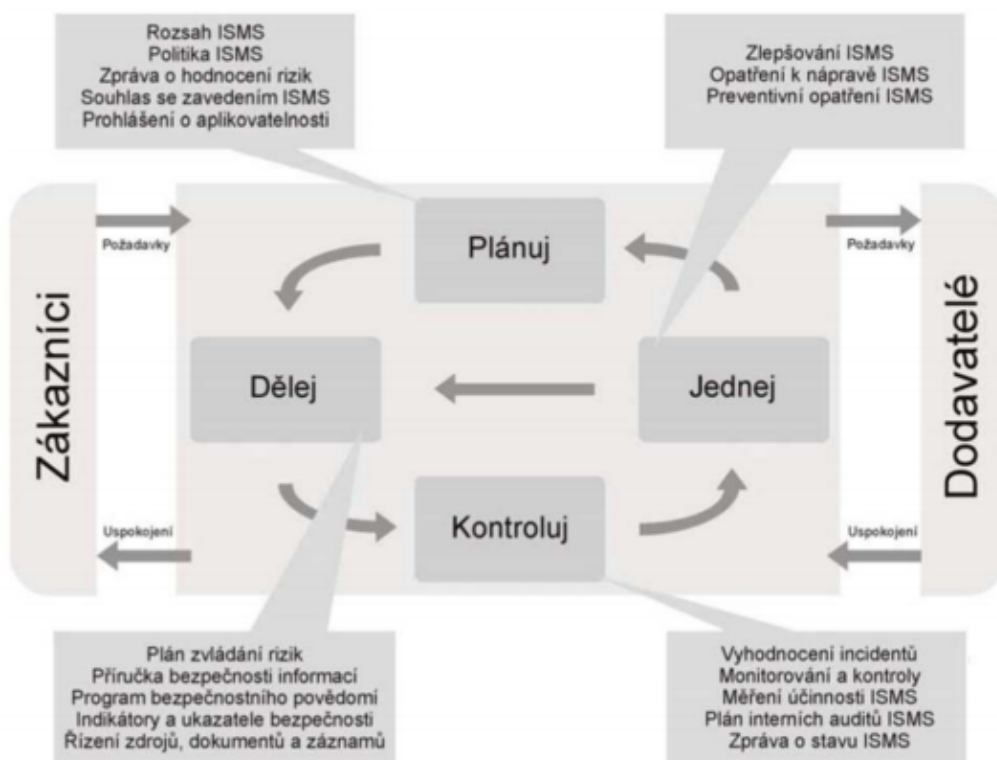 Rozsah ISMS
Politika ISMS
Zpráva o hodnocení rizik
Souhlas se zavedením ISMS
Prohlášení o aplikovatelnosti
Zlepšování ISMS
Opatření k nápravě ISMS
Preventivní opatření ISMS
Zákazníci
Požadavky
Uspokojení
Plánuj
Dělej
Jednej
Kontroluj
Požadavky
Uspokojení
Dodavatelé
Plán zvládání rizik
Příručka bezpečnosti informací
Program bezpečnostního povědomí
Indikátory a ukazatele bezpečnosti
Řízení zdrojů, dokumentů a záznamů
Vyhodnocení incidentů
Monitorování a kontroly
Měření účinnosti ISMS
Plán interních auditů ISMS
Zpráva o stavu ISMS